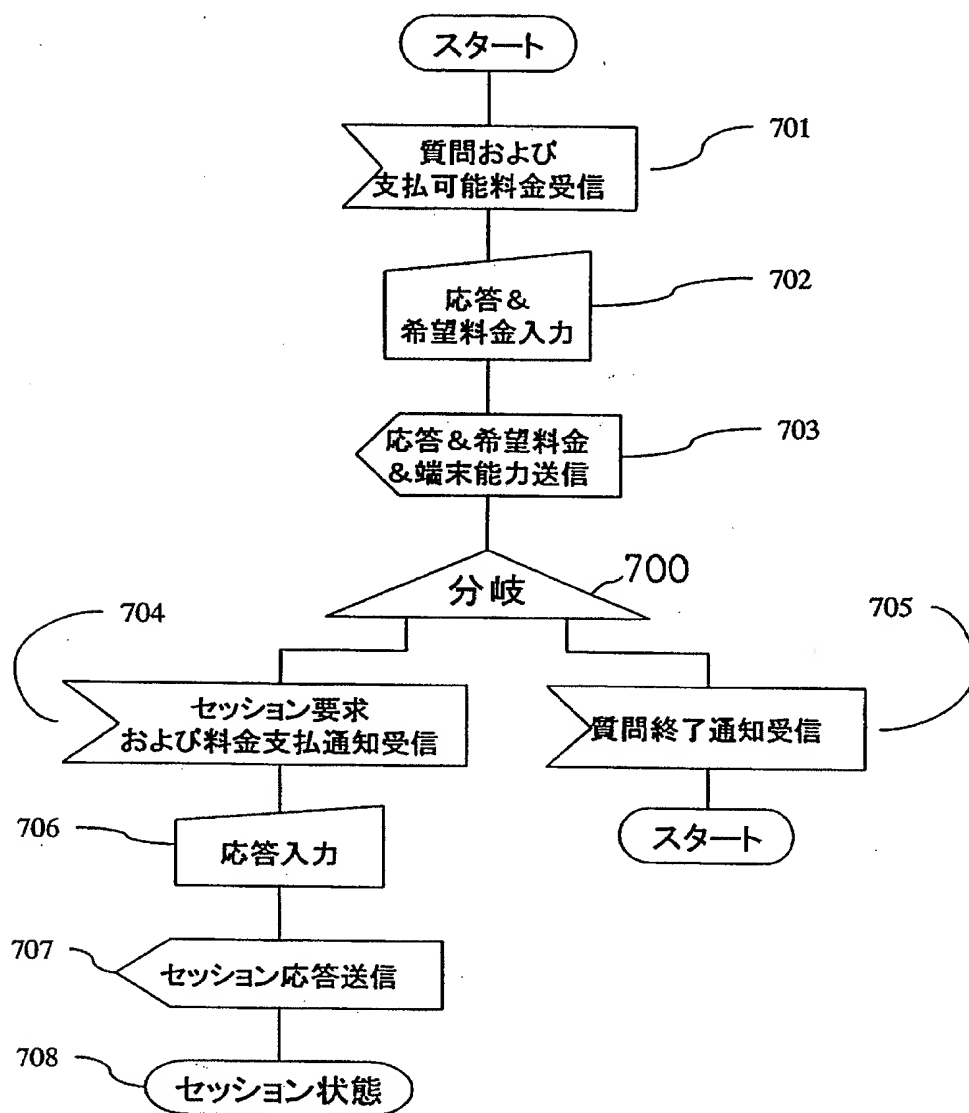 スタート
質問および
支払可能料金受信
701
応答&
希望料金入力
702
応答&希望料金
&端末能力送信
703
分岐
700
704
705
セッション要求
および料金支払通知受信
質問終了通知受信
706
応答入力
スタート
707
セッション応答送信
708
セッション状態